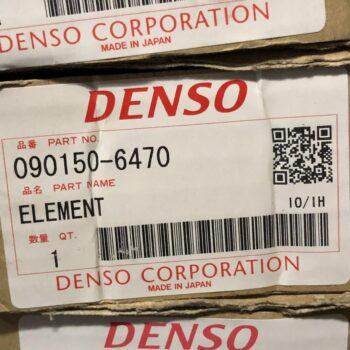 DENSO CORPORATION
MADE IN JAPAN
DENSO
品番 PART NO.
090150-6470
品名 PART NAME
ELEMENT
10/1H
数量 QT.
1
DENSO CORPORATION
MADE IN JAPAN
DENSO